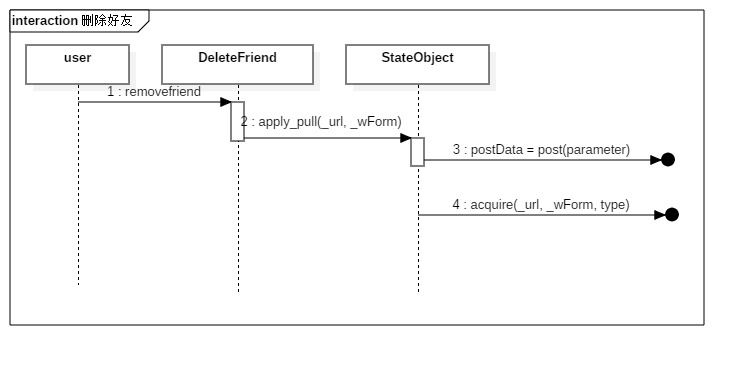 interaction 删除好友
user
DeleteFriend
StateObject
1 : removefriend
2 : apply_pull(_url, _wForm)
3 : postData = post(parameter)
4 : acquire(_url, _wForm, type)